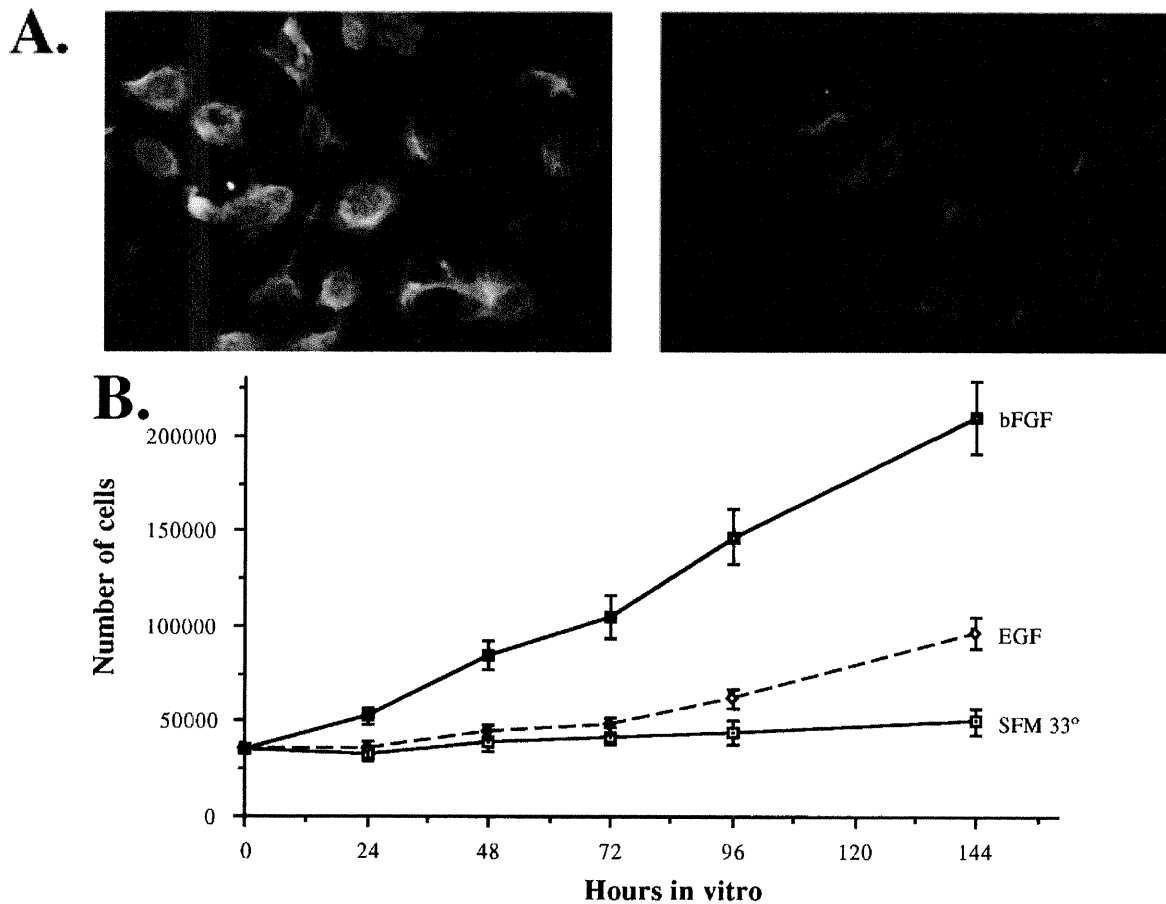 A.
B.
Number of cells
200000
150000
100000
50000
0
bFGF
EGF
SFM 33°
0 24 48 72 96 120 144
Hours in vitro